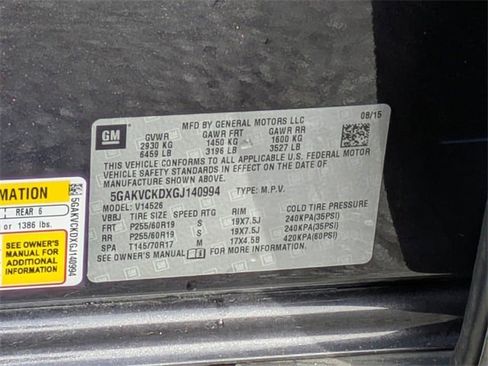 GM
MFD BY GENERAL MOTORS LLC
08/15
GVWR GAWR FRT GAWR RR
2930 KG 1450 KG 1600 KG
6459 LB 3196 LB 3527 LB
THIS VEHICLE CONFORMS TO ALL APPLICABLE U.S. FEDERAL MOTOR
VEHICLE SAFETY, BUMPER, AND THEFT PREVENTION STANDARDS IN EFFECT ON THE DATE OF
MANUFACTURE SHOWN ABOVE.
5GAKVCKDXGJ140994 TYPE: M.P.V.
MODEL: V14526
VBBJ TIRE SIZE SPEED RTG RIM COLD TIRE PRESSURE
FRT P255/60R19 S 19X7.5J 240KPA(35PSI)
RR P255/60R19 S 19X7.5J 240KPA(35PSI)
SPA T145/70R17 M 17X4.5B 420KPA(60PSI)
SEE OWNER'S MANUAL FOR MORE INFORMATION.
MATION
REAR 6
or 1386 lbs.
SEE OWNER'S
MANUAL FOR
ADDITIONAL
INFORMATION
5GAKVCKDXGJ140994